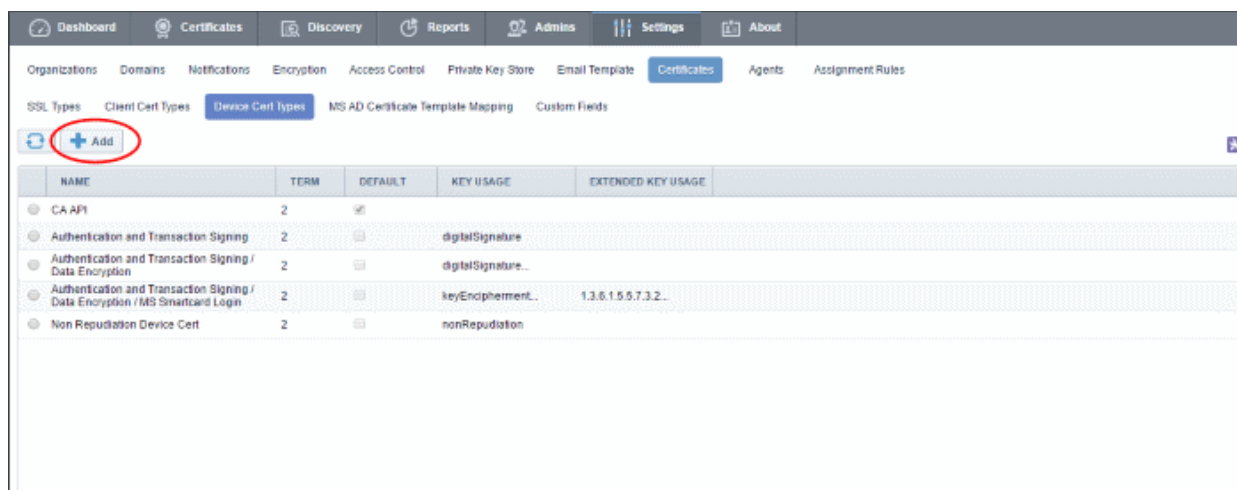 Dashboard Certificates Discovery Reports Admins Settings About
Organizations Domains Notifications Encryption Access Control Private Key Store Email Template Certificates Agents Assignment Rules
SSL Types Client Cert Types Device Cert Types MS AD Certificate Template Mapping Custom Fields
Add
NAME TERM DEFAULT KEY USAGE EXTENDED KEY USAGE
CA API 2
Authentication and Transaction Signing 2 digitalSignature
Authentication and Transaction Signing /
Data Encryption 2 digitalSignature...
Authentication and Transaction Signing /
Data Encryption / MS Smartcard Login 2 keyEncipherment... 1.3.6.1.5.5.7.3.2...
Non Repudiation Device Cert 2 nonRepudiation